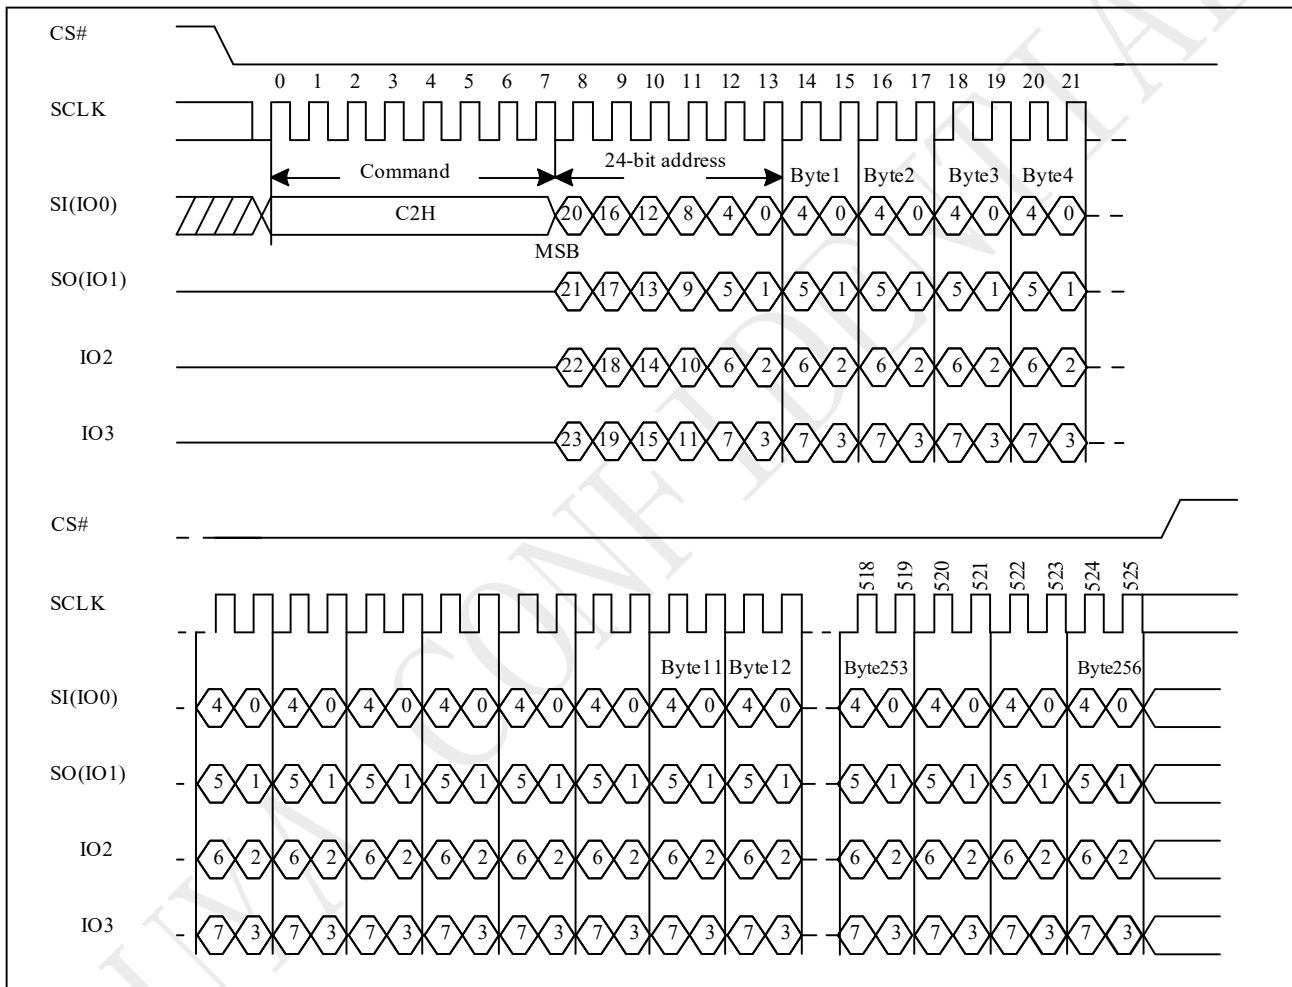 CS#
0 1 2 3 4 5 6 7 8 9 10 11 12 13 14 15 16 17 18 19 20 21
SCLK
Command 24-bit address Byte1 Byte2 Byte3 Byte4
SI(IO0) C2H 20 16 12 8 4 0 4 0 4 0 4 0 4 0
MSB
SO(IO1) 21 17 13 9 5 1 5 1 5 1 5 1 5 1
IO2 22 18 14 10 6 2 6 2 6 2 6 2 6 2
IO3 23 19 15 11 7 3 7 3 7 3 7 3 7 3
CS#
518 519 520 521 522 523 524 525
SCLK
Byte11 Byte12 Byte253 Byte256
SI(IO0) 4 0 4 0 4 0 4 0 4 0 4 0 4 0 4 0 4 0 4 0 4 0 4 0
SO(IO1) 5 1 5 1 5 1 5 1 5 1 5 1 5 1 5 1 5 1 5 1 5 1 5 1
IO2 6 2 6 2 6 2 6 2 6 2 6 2 6 2 6 2 6 2 6 2 6 2 6 2
IO3 7 3 7 3 7 3 7 3 7 3 7 3 7 3 7 3 7 3 7 3 7 3 7 3